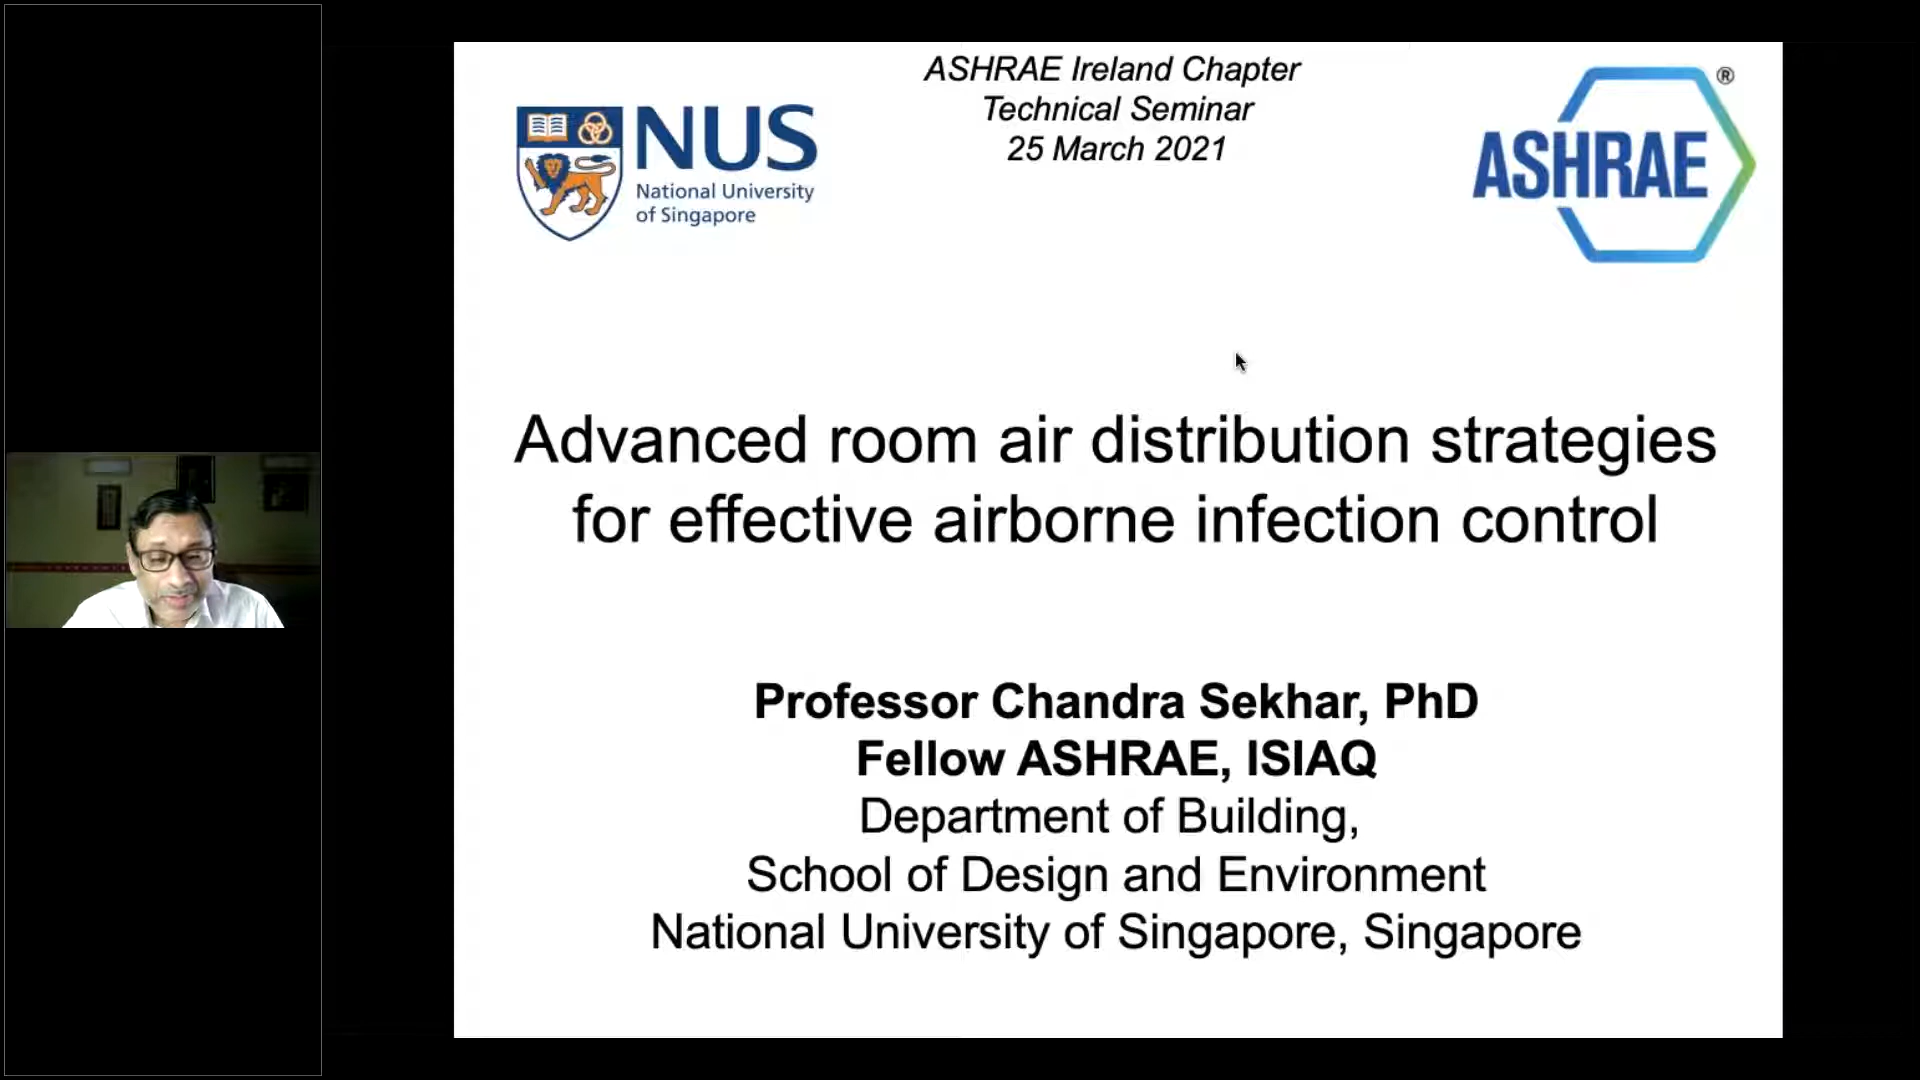 ASHRAE Ireland Chapter
Technical Seminar
25 March 2021
NUS
National University
of Singapore
ASHRAE®
Advanced room air distribution strategies
for effective airborne infection control
Professor Chandra Sekhar, PhD
Fellow ASHRAE, ISIAQ
Department of Building,
School of Design and Environment
National University of Singapore, Singapore